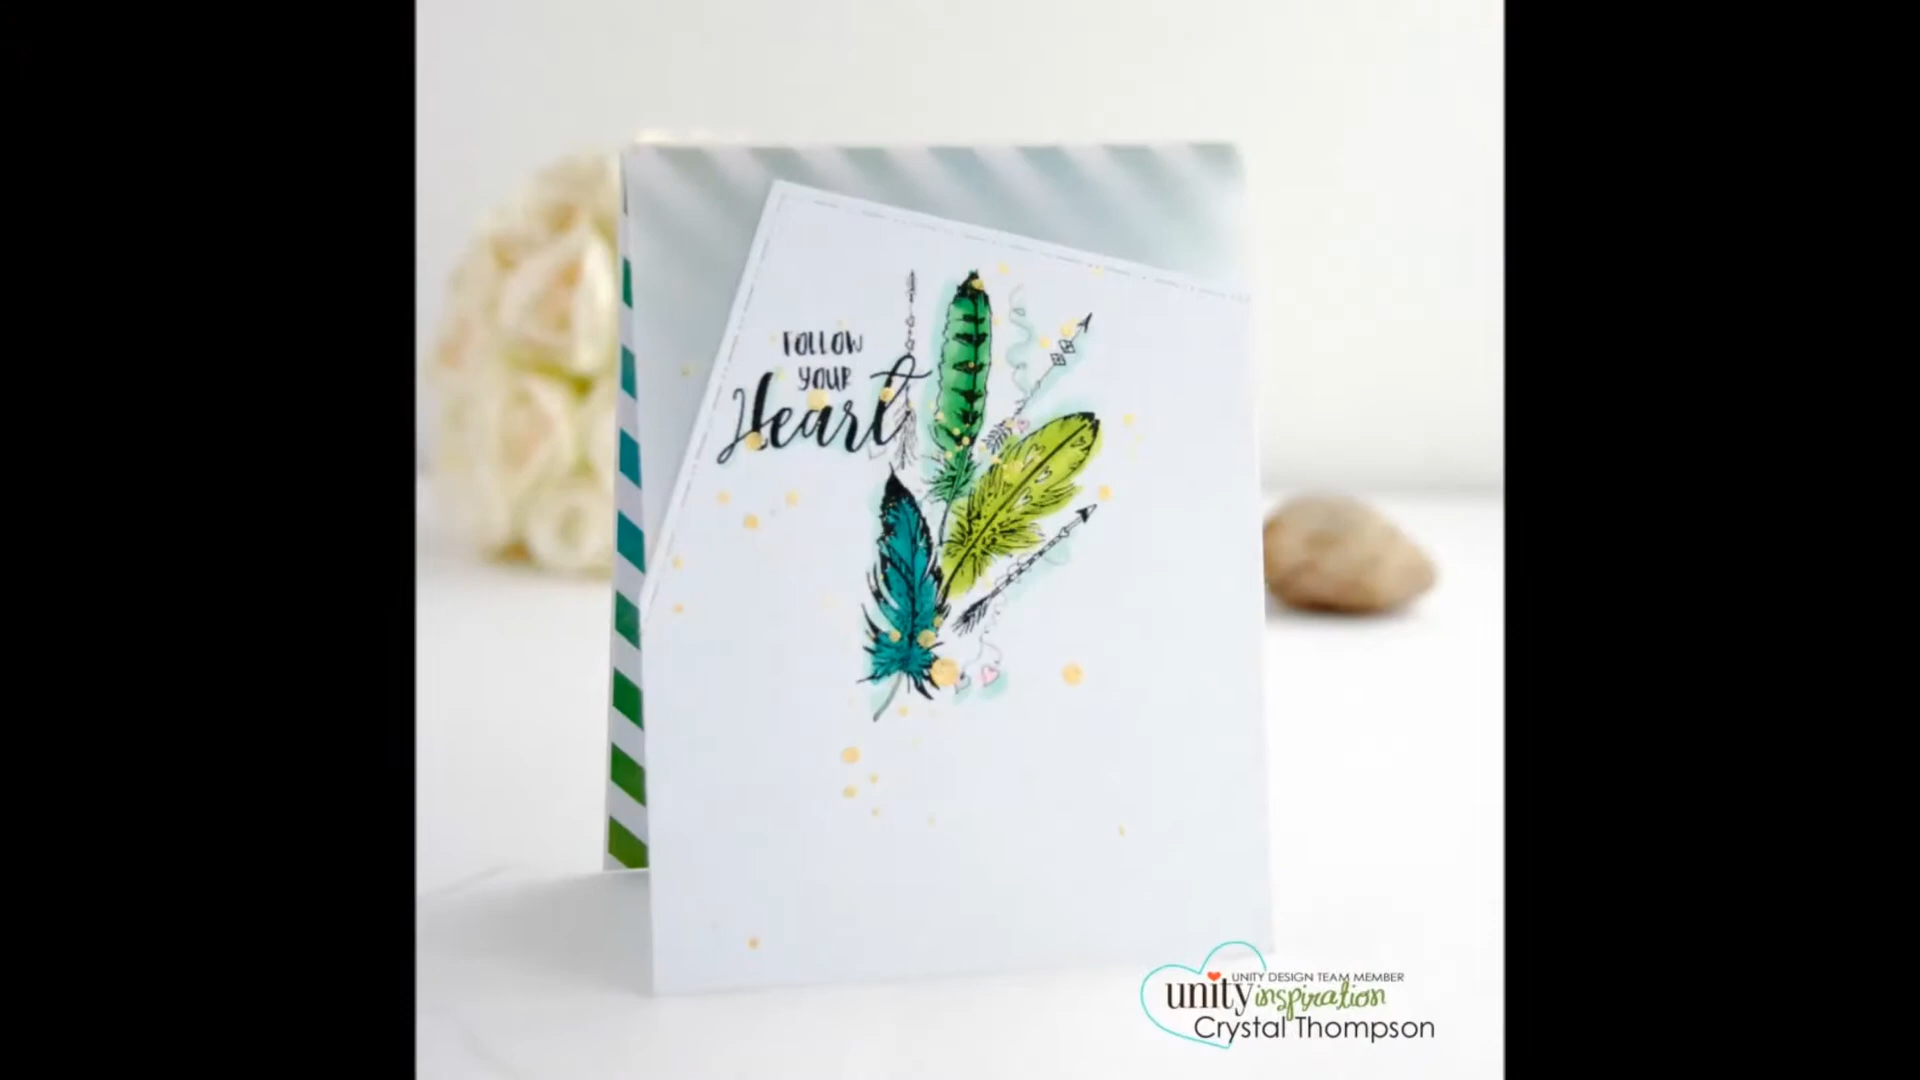 FOLLOW
YOUR
Heart
UNITY DESIGN TEAM MEMBER
unity inspiration
Crystal Thompson